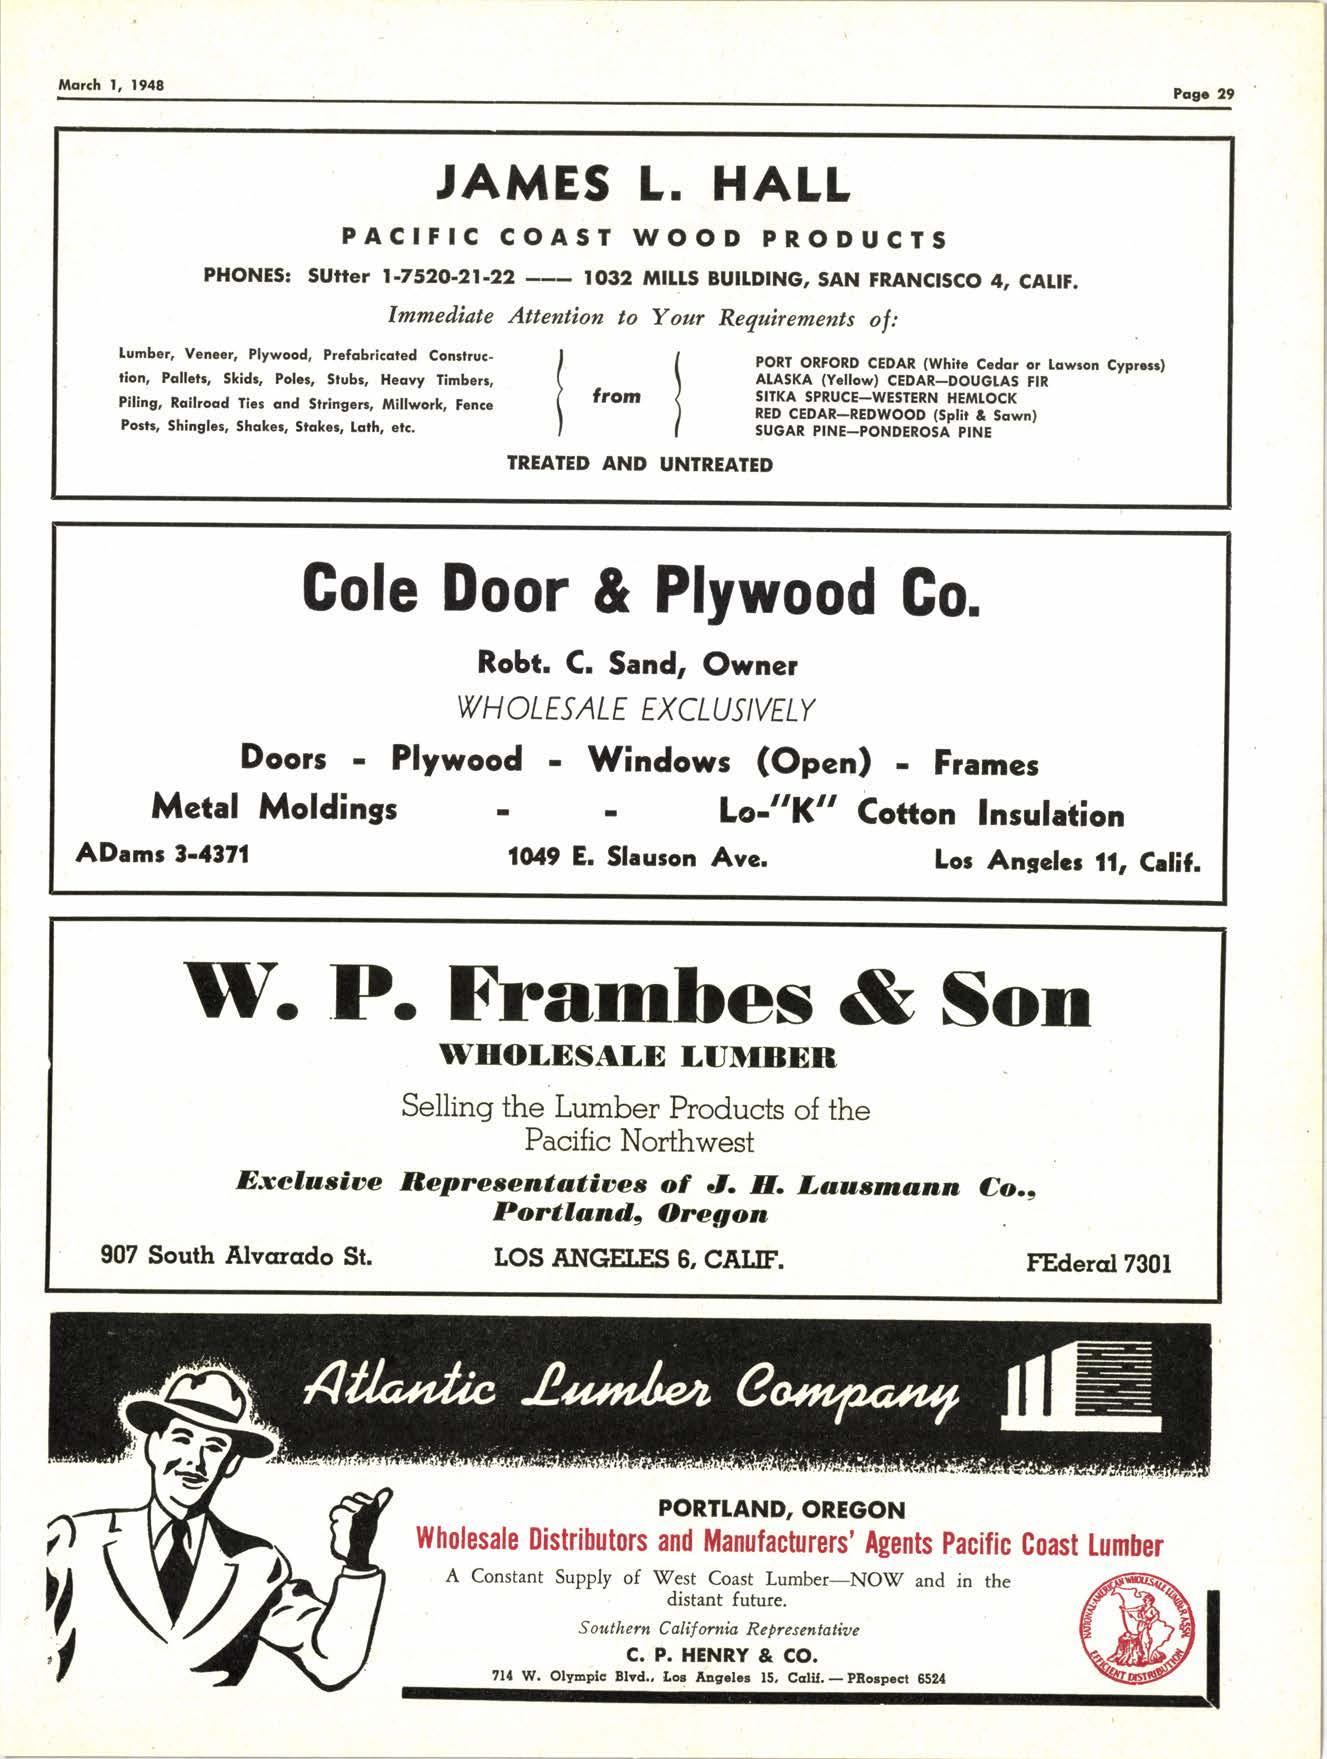 March 1, 1948
Page 29
JAMES L. HALL
PACIFIC COAST WOOD PRODUCTS
PHONES: SUtter 1-7520-21-22 ——— 1032 MILLS BUILDING, SAN FRANCISCO 4, CALIF.
Immediate Attention to Your Requirements of:
Lumber, Veneer, Plywood, Prefabricated Construc-
tion, Pallets, Skids, Poles, Stubs, Heavy Timbers,
Piling, Railroad Ties and Stringers, Millwork, Fence
Posts, Shingles, Shakes, Stakes, Lath, etc.
from
PORT ORFORD CEDAR (White Cedar or Lawson Cypress)
ALASKA (Yellow) CEDAR—DOUGLAS FIR
SITKA SPRUCE—WESTERN HEMLOCK
RED CEDAR—REDWOOD (Split & Sawn)
SUGAR PINE—PONDEROSA PINE
TREATED AND UNTREATED
Cole Door & Plywood Co.
Robt. C. Sand, Owner
WHOLESALE EXCLUSIVELY
Doors - Plywood - Windows (Open) - Frames
Metal Moldings - - Lo-"K" Cotton Insulation
ADams 3-4371 1049 E. Slauson Ave. Los Angeles 11, Calif.
W. P. Frambes & Son
WHOLESALE LUMBER
Selling the Lumber Products of the
Pacific Northwest
Exclusive Representatives of J. H. Lausmann Co.,
Portland, Oregon
907 South Alvarado St. LOS ANGELES 6, CALIF. FEderal 7301
Atlantic Lumber Company
PORTLAND, OREGON
Wholesale Distributors and Manufacturers' Agents Pacific Coast Lumber
A Constant Supply of West Coast Lumber—NOW and in the
distant future.
Southern California Representative
C. P. HENRY & CO.
714 W. Olympic Blvd., Los Angeles 15, Calif. — PRospect 6524
NATIONAL-AMERICAN WHOLESALE LUMBER ASSN.
EFFICIENT DISTRIBUTION